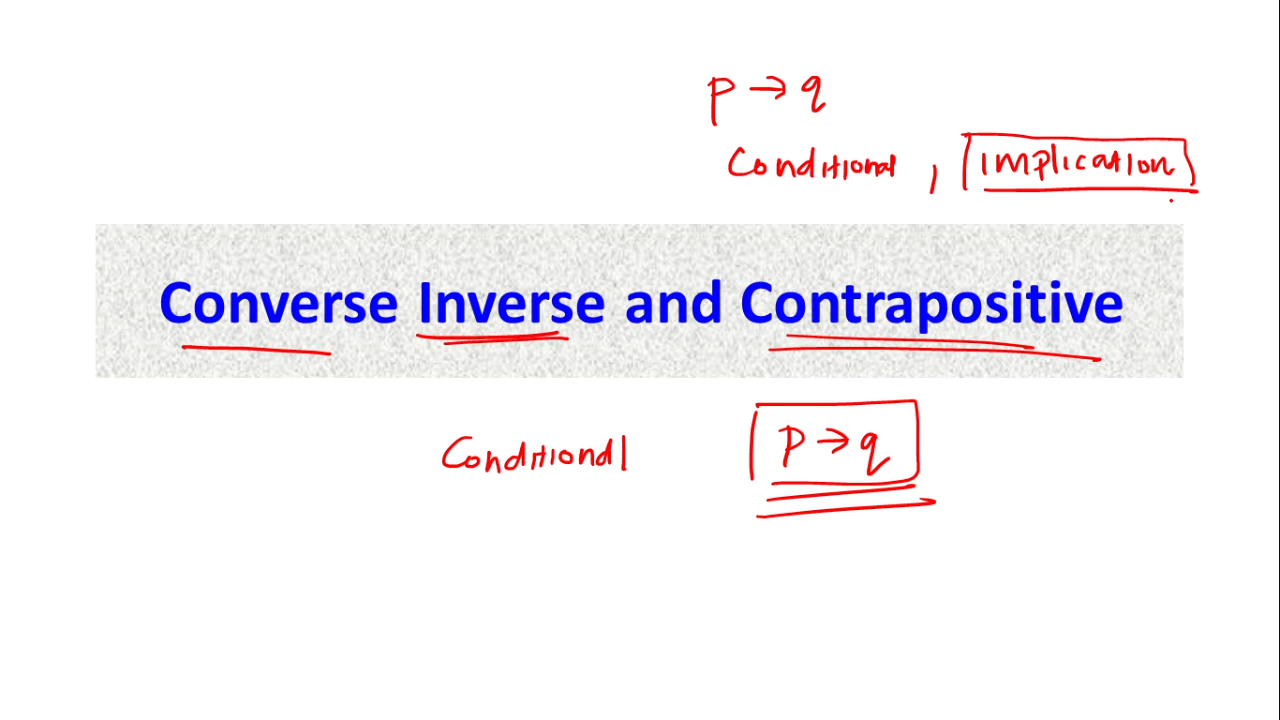 p → q
Conditional , implication
Converse Inverse and Contrapositive
Conditional p → q